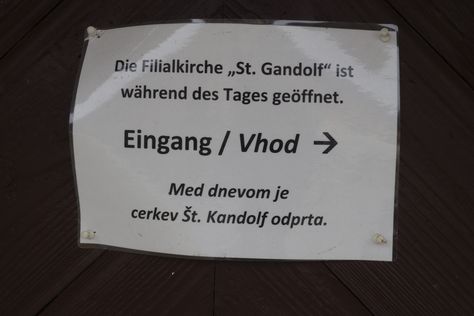 Die Filialkirche „St. Gandolf“ ist
während des Tages geöffnet.
Eingang / Vhod →
Med dnevom je
cerkev Št. Kandolf odprta.